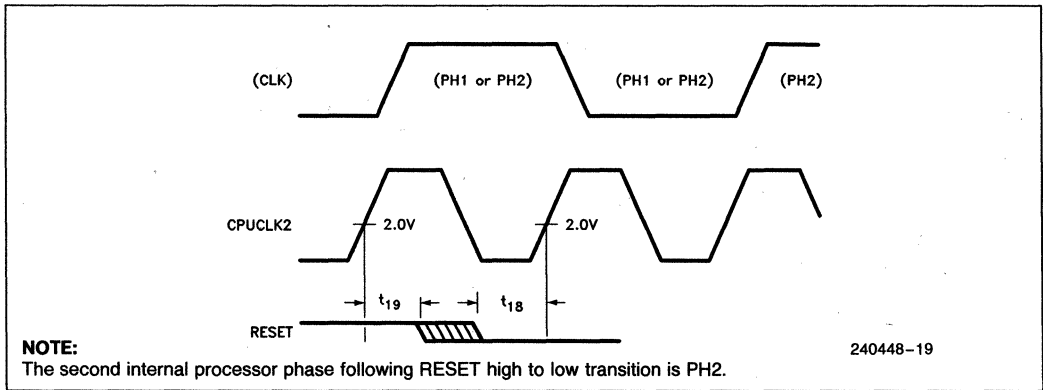 (CLK)
(PH1 or PH2)
(PH1 or PH2)
(PH2)
CPUCLK2
2.0V
2.0V
t19
t18
RESET
NOTE:
240448-19
The second internal processor phase following RESET high to low transition is PH2.